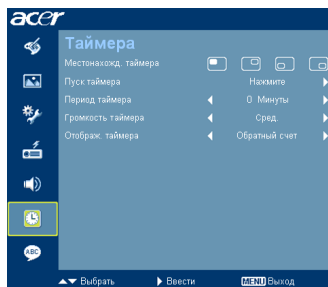 acer
Таймера
Местонахожд. таймера
Пуск таймера Нажмите
Период таймера 0 Минуты
Громкость таймера Сред.
Отображ. таймера Обратный счет
ABC
Выбрать Ввести MENU Выход